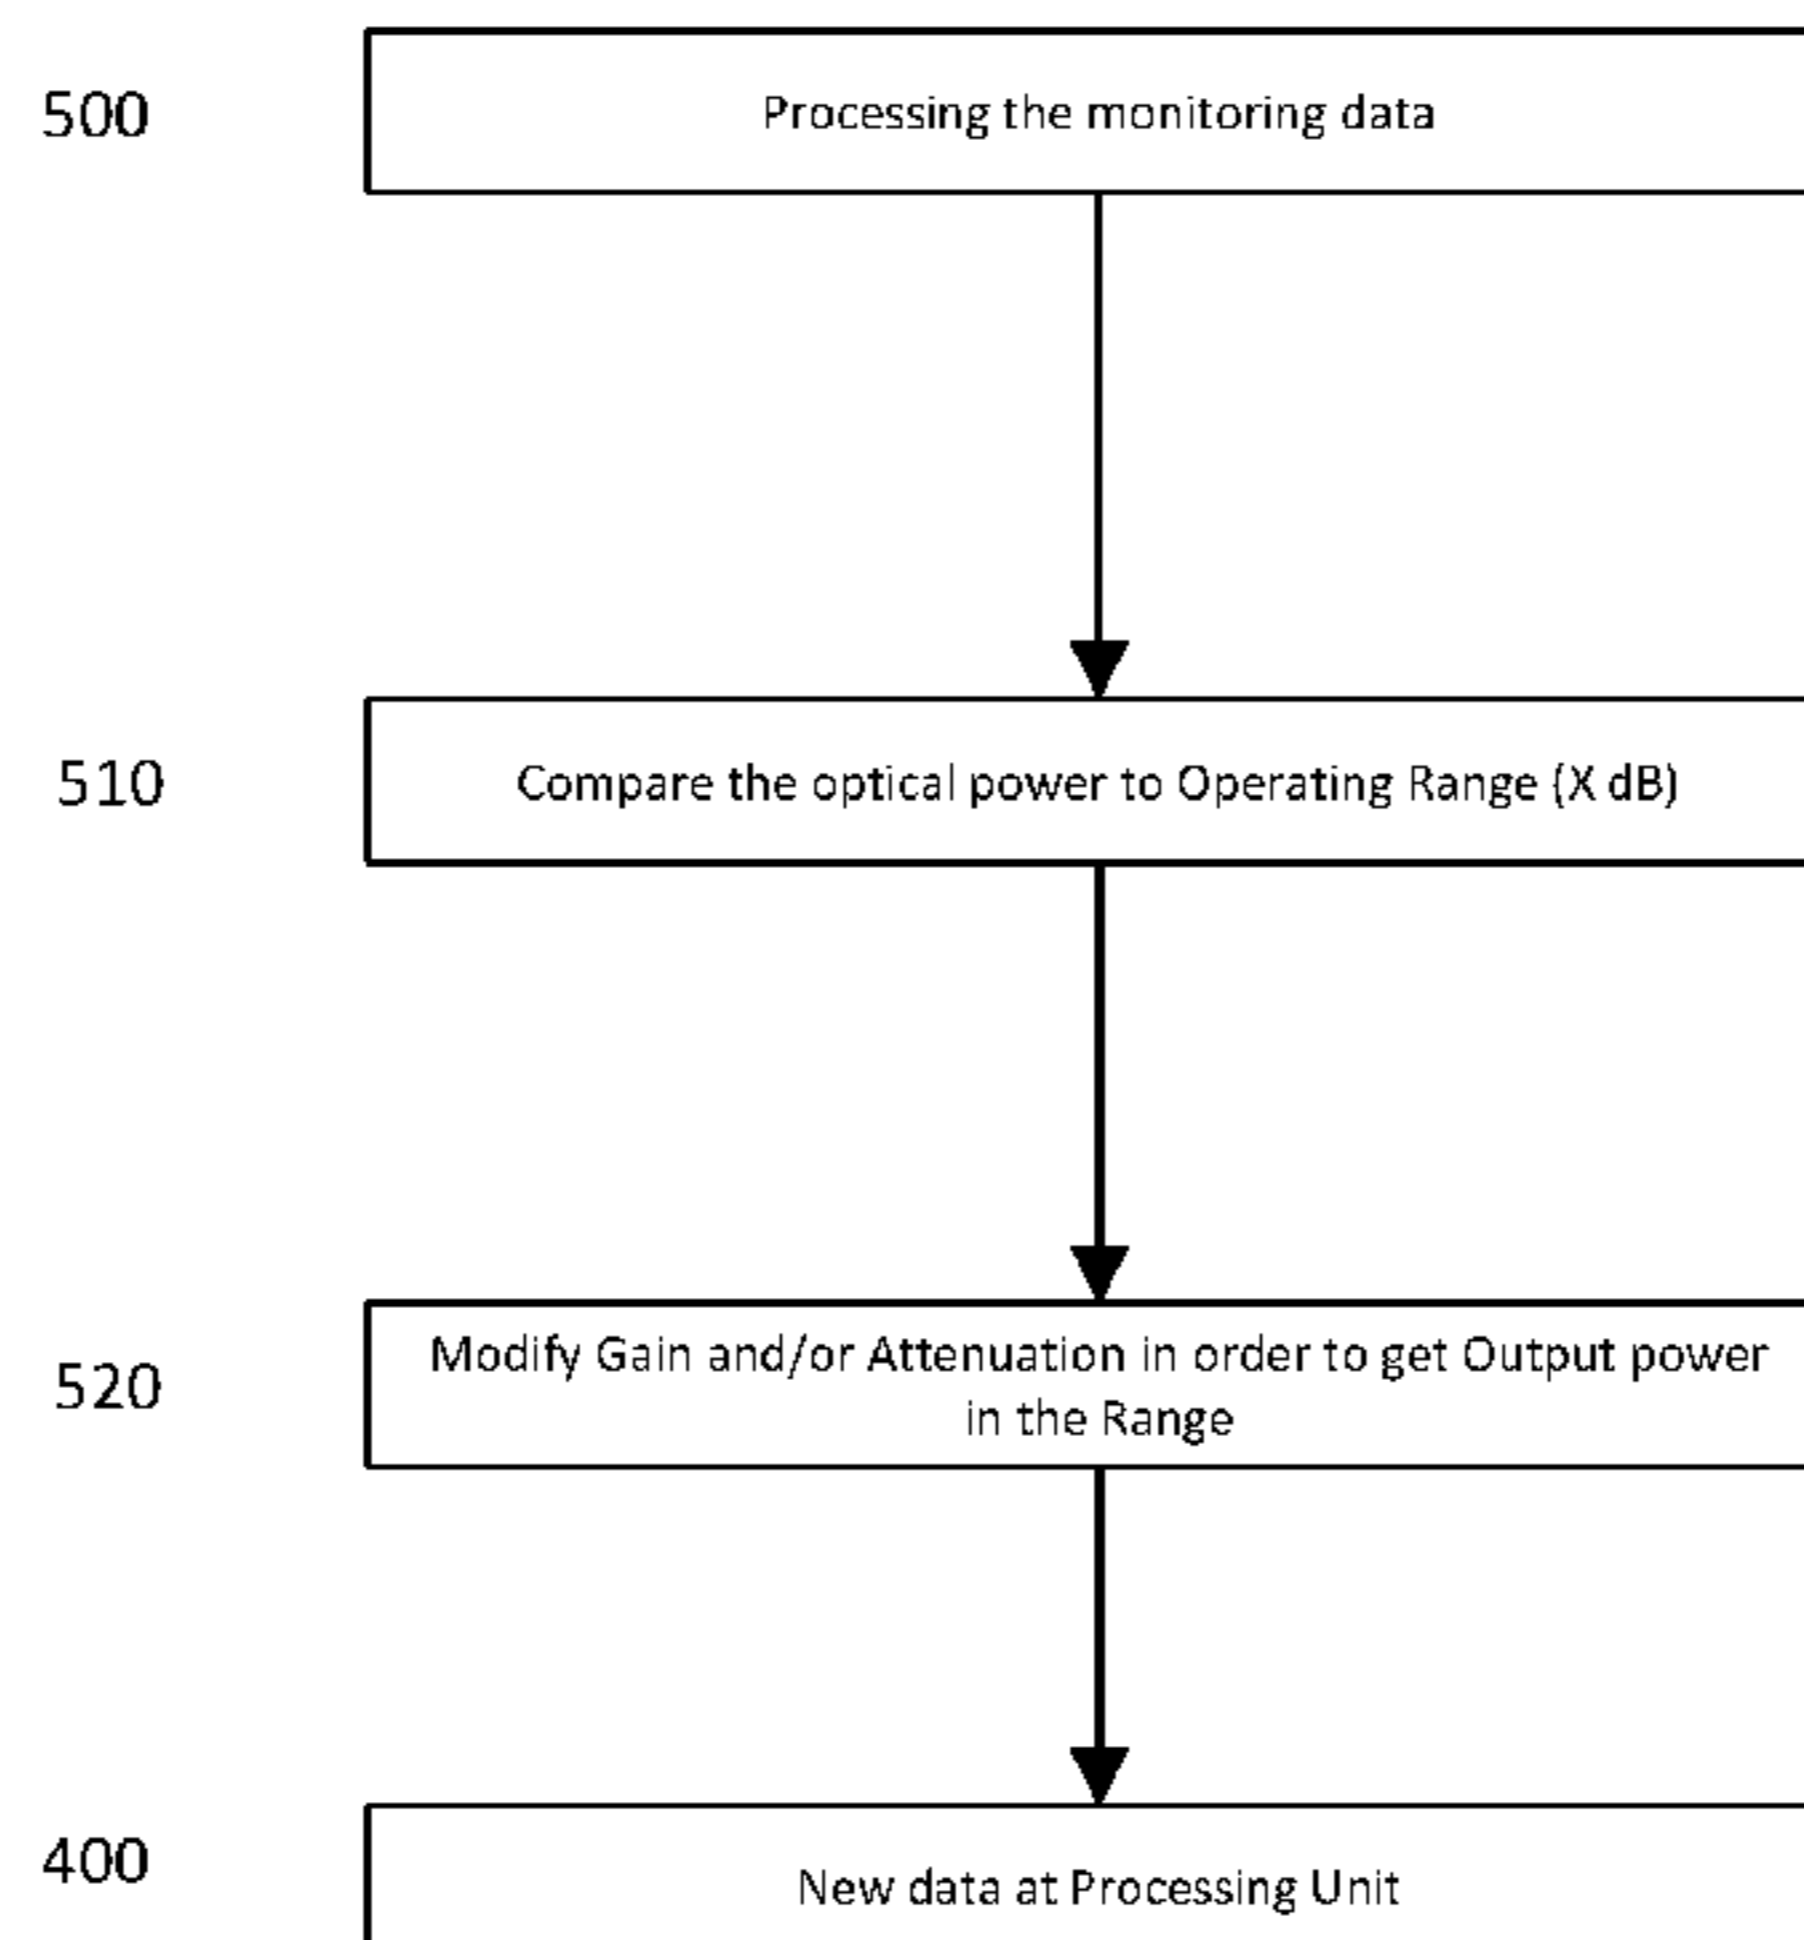 500
Processing the monitoring data
510
Compare the optical power to Operating Range (X dB)
520
Modify Gain and/or Attenuation in order to get Output power
in the Range
400
New data at Processing Unit